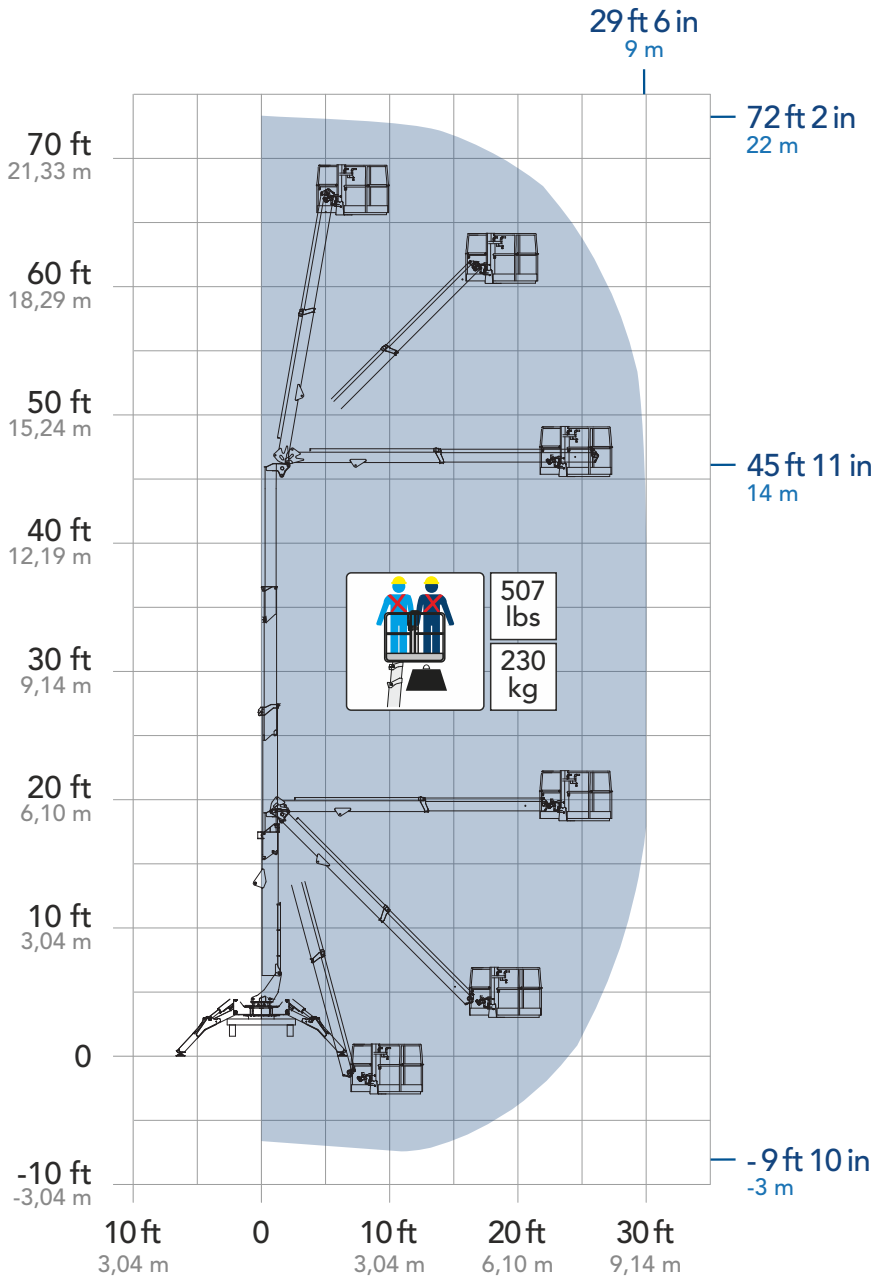 29 ft 6 in
9 m
72 ft 2 in
22 m
70 ft
21,33 m
60 ft
18,29 m
50 ft
15,24 m
45 ft 11 in
14 m
40 ft
12,19 m
507
lbs
230
kg
30 ft
9,14 m
20 ft
6,10 m
10 ft
3,04 m
0
-9 ft 10 in
-3 m
-10 ft
-3,04 m
10 ft
0
10 ft
20 ft
30 ft
3,04 m
3,04 m
6,10 m
9,14 m